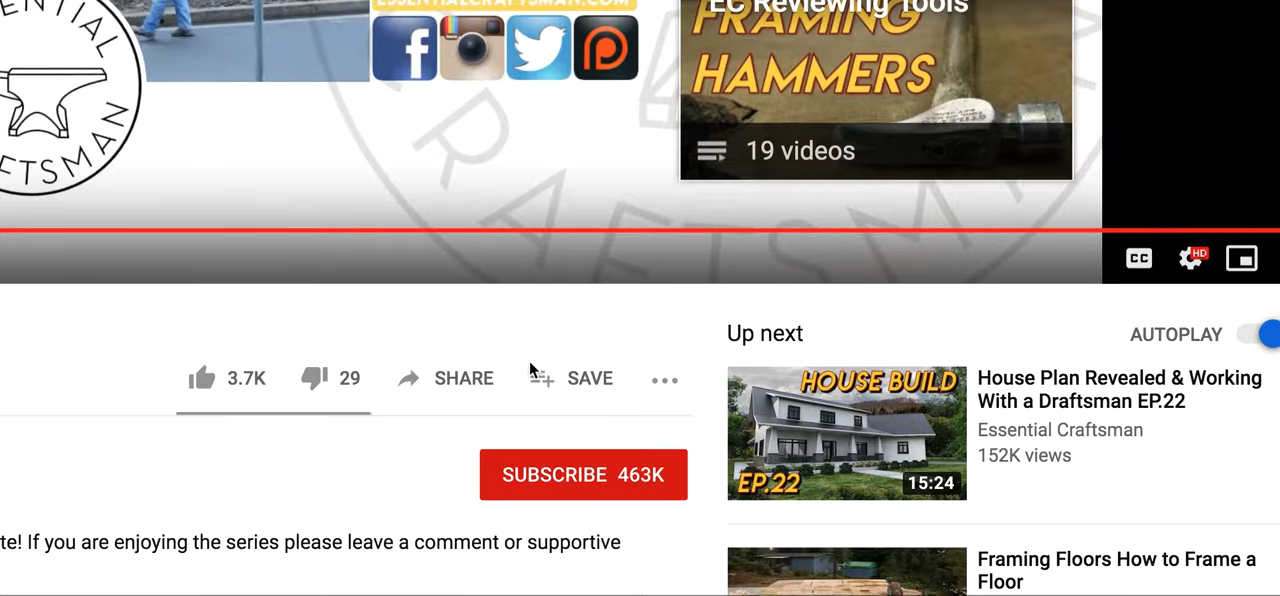 ESSENTIALCRAFTSMAN.COM
EC Reviewing Tools
FRAMING
HAMMERS
19 videos
CC
HD
Up next
AUTOPLAY
3.7K
29
SHARE
SAVE
HOUSE BUILD
EP.22
15:24
House Plan Revealed & Working
With a Draftsman EP.22
Essential Craftsman
152K views
SUBSCRIBE 463K
te! If you are enjoying the series please leave a comment or supportive
Framing Floors How to Frame a
Floor